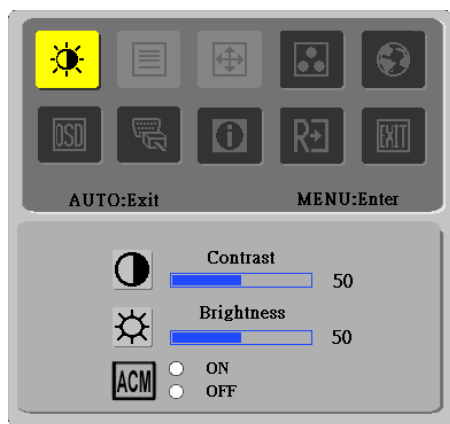 OSD
i
R
EXIT
AUTO:Exit MENU:Enter
Contrast
50
Brightness
50
ACM
ON
OFF